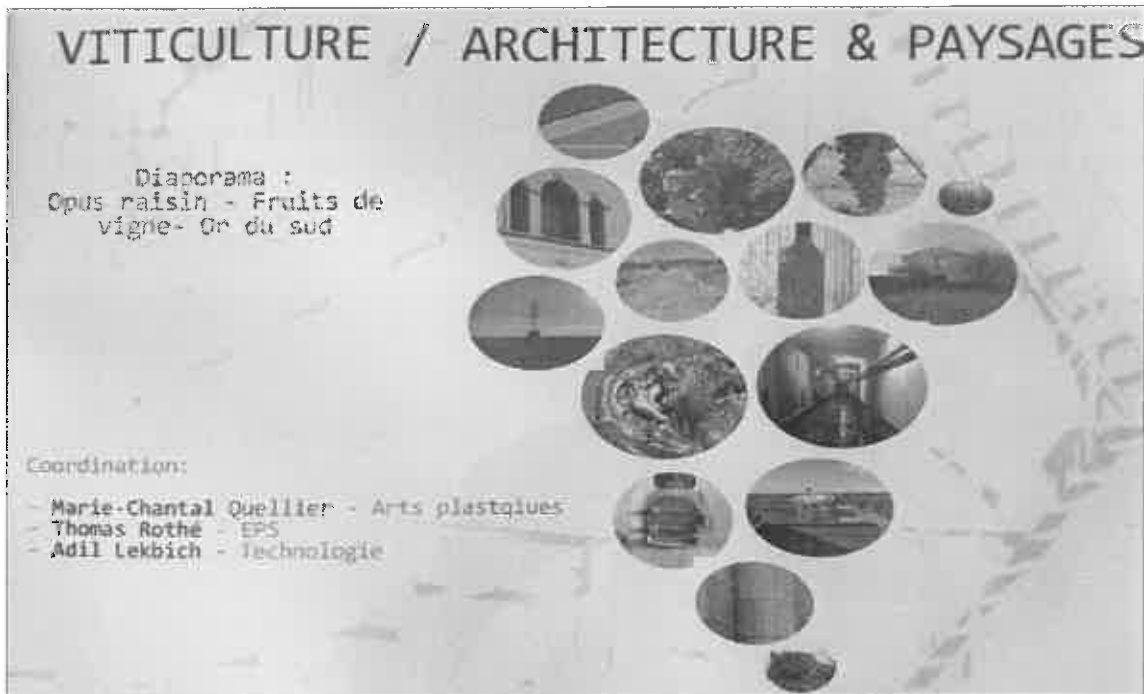 VITICULTURE / ARCHITECTURE & PAYSAGES
Diaporama :
Opus raisin - Fruits de
vigne- Or du sud
Coordination:
- Marie-Chantal Quellier - Arts plastqiues
- Thomas Rothé - EPS
- Adil Lekbich - Technologie